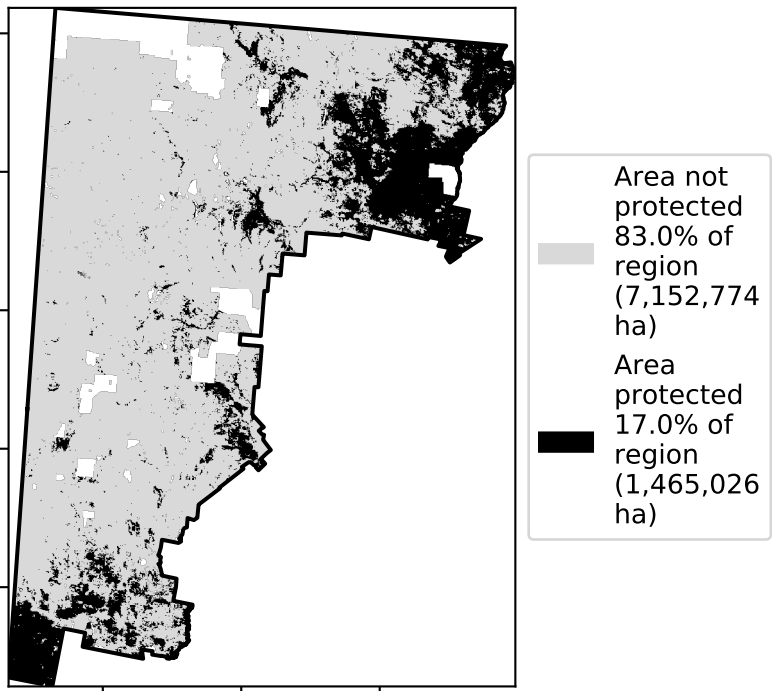 Area not
protected
83.0% of
region
(7,152,774
ha)
Area
protected
17.0% of
region
(1,465,026
ha)